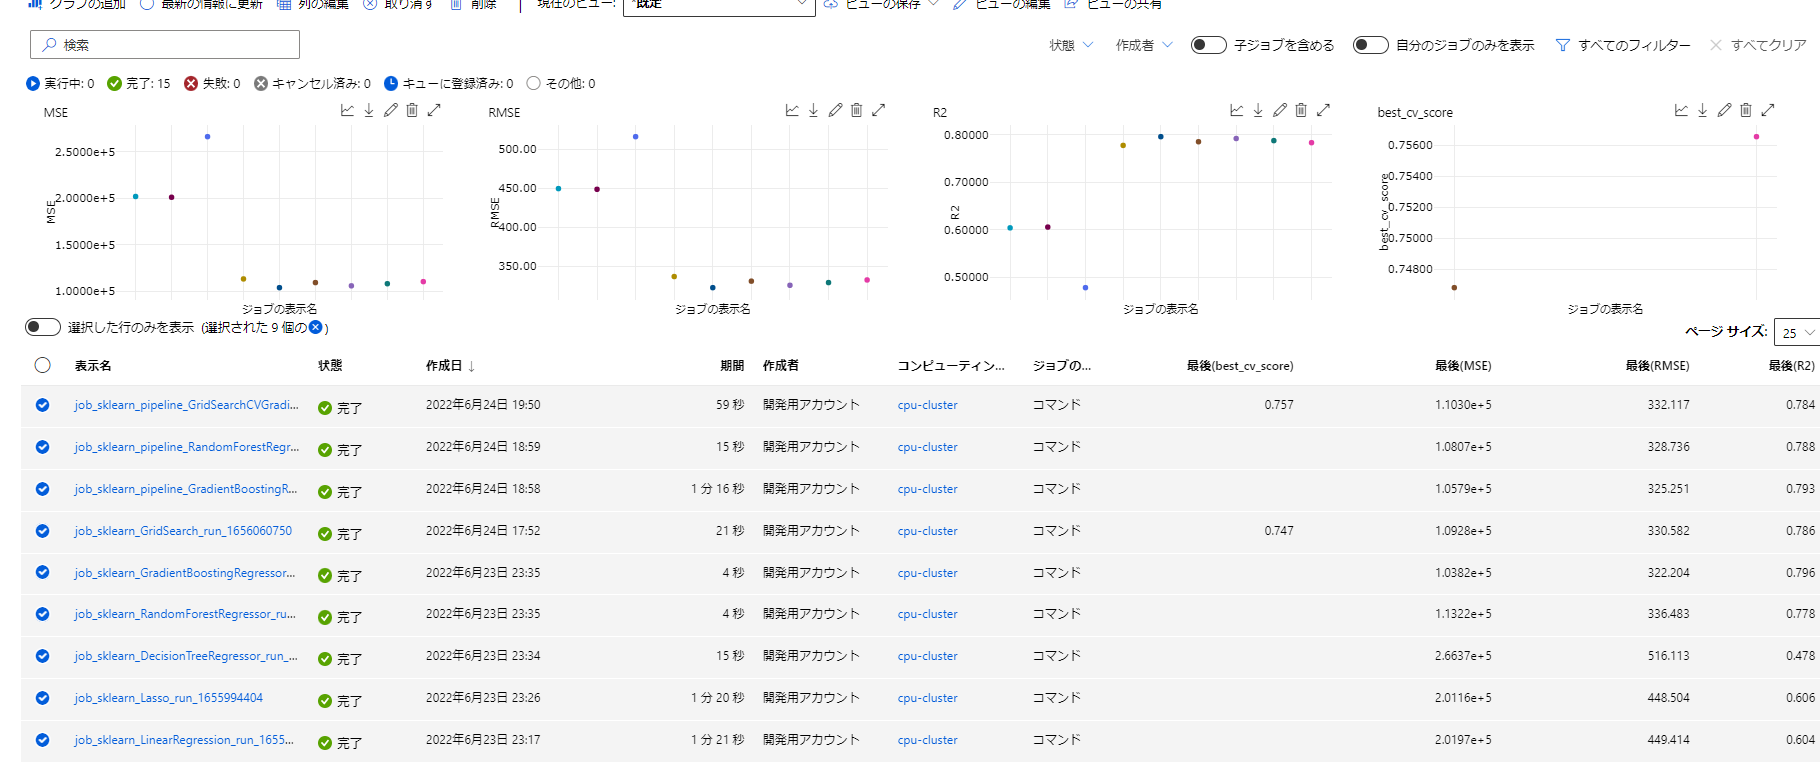 グラフの追加 最新の情報に更新 列の編集 取り消す 削除 現在のビュー: *既定 ビューの保存 ビューの編集 ビューの共有
検索 状態 作成者 子ジョブを含める 自分のジョブのみを表示 すべてのフィルター すべてクリア
実行中: 0 完了: 15 失敗: 0 キャンセル済み: 0 キューに登録済み: 0 その他: 0
MSE
2.5000e+5
2.0000e+5
1.5000e+5
1.0000e+5
MSE
ジョブの表示名
RMSE
500.00
450.00
400.00
350.00
RMSE
ジョブの表示名
R2
0.80000
0.70000
0.60000
0.50000
R2
ジョブの表示名
best_cv_score
0.75600
0.75400
0.75200
0.75000
0.74800
best_cv_score
ジョブの表示名
選択した行のみを表示 (選択された 9 個の)
ページ サイズ: 25
表示名 状態 作成日 ↓ 期間 作成者 コンピューティン... ジョブの... 最後(best_cv_score) 最後(MSE) 最後(RMSE) 最後(R2)
job_sklearn_pipeline_GridSearchCVGradi... 完了 2022年6月24日 19:50 59 秒 開発用アカウント cpu-cluster コマンド 0.757 1.1030e+5 332.117 0.784
job_sklearn_pipeline_RandomForestRegr... 完了 2022年6月24日 18:59 15 秒 開発用アカウント cpu-cluster コマンド 1.0807e+5 328.736 0.788
job_sklearn_pipeline_GradientBoostingR... 完了 2022年6月24日 18:58 1 分 16 秒 開発用アカウント cpu-cluster コマンド 1.0579e+5 325.251 0.793
job_sklearn_GridSearch_run_1656060750 完了 2022年6月24日 17:52 21 秒 開発用アカウント cpu-cluster コマンド 0.747 1.0928e+5 330.582 0.786
job_sklearn_GradientBoostingRegressor... 完了 2022年6月23日 23:35 4 秒 開発用アカウント cpu-cluster コマンド 1.0382e+5 322.204 0.796
job_sklearn_RandomForestRegressor_ru... 完了 2022年6月23日 23:35 4 秒 開発用アカウント cpu-cluster コマンド 1.1322e+5 336.483 0.778
job_sklearn_DecisionTreeRegressor_run_... 完了 2022年6月23日 23:34 15 秒 開発用アカウント cpu-cluster コマンド 2.6637e+5 516.113 0.478
job_sklearn_Lasso_run_1655994404 完了 2022年6月23日 23:26 1 分 20 秒 開発用アカウント cpu-cluster コマンド 2.0116e+5 448.504 0.606
job_sklearn_LinearRegression_run_1655... 完了 2022年6月23日 23:17 1 分 21 秒 開発用アカウント cpu-cluster コマンド 2.0197e+5 449.414 0.604